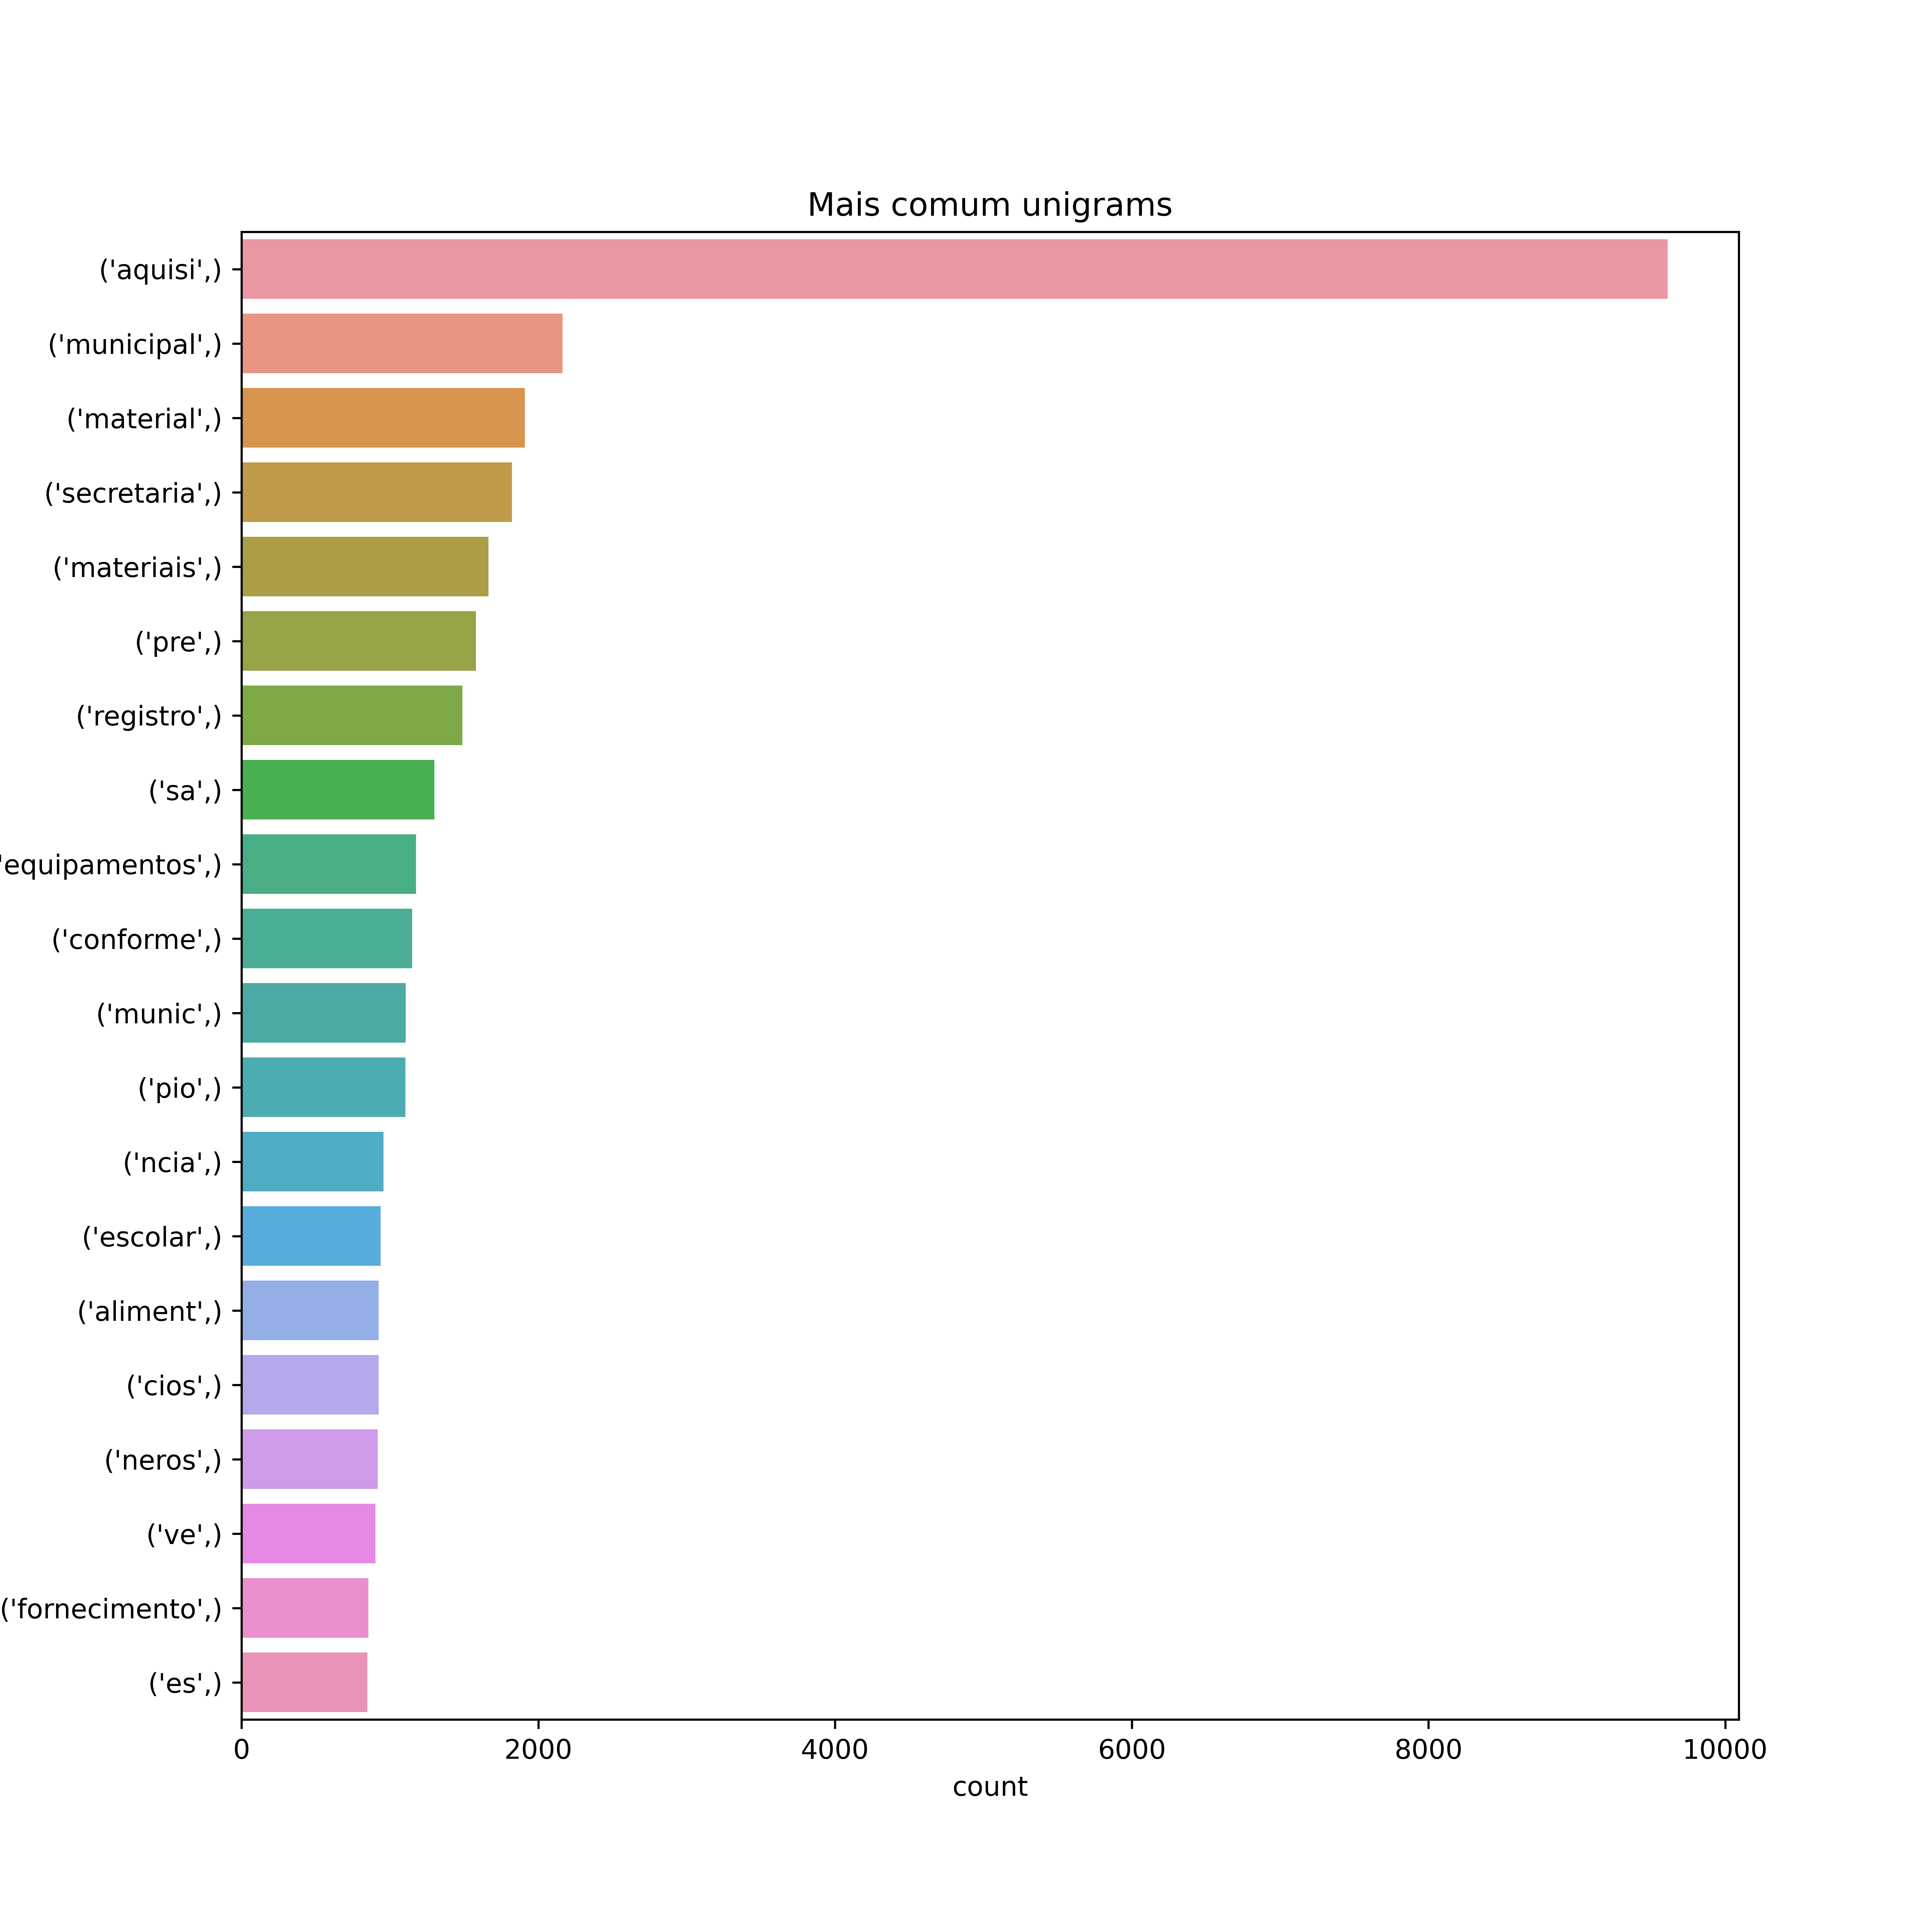 Mais comum unigrams
('aquisi',)
('municipal',)
('material',)
('secretaria',)
('materiais',)
('pre',)
('registro',)
('sa',)
'equipamentos',)
('conforme',)
('munic',)
('pio',)
('ncia',)
('escolar',)
('aliment',)
('cios',)
('neros',)
('ve',)
('fornecimento',)
('es',)
0 2000 4000 6000 8000 10000
count